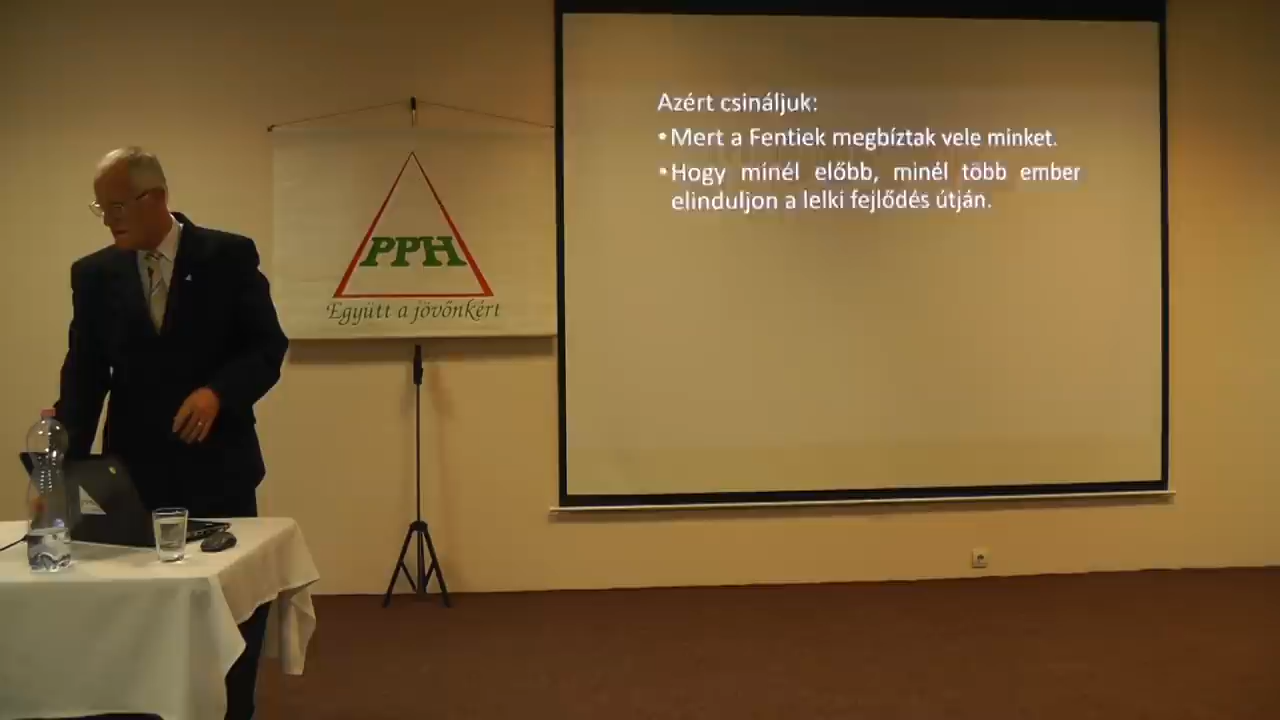 Azért csináljuk:
•Mert a Fentiek megbíztak vele minket.
•Hogy minél előbb, minél több ember
elinduljon a lelki fejlődés útján.
PPH
Együtt a jövőnkért